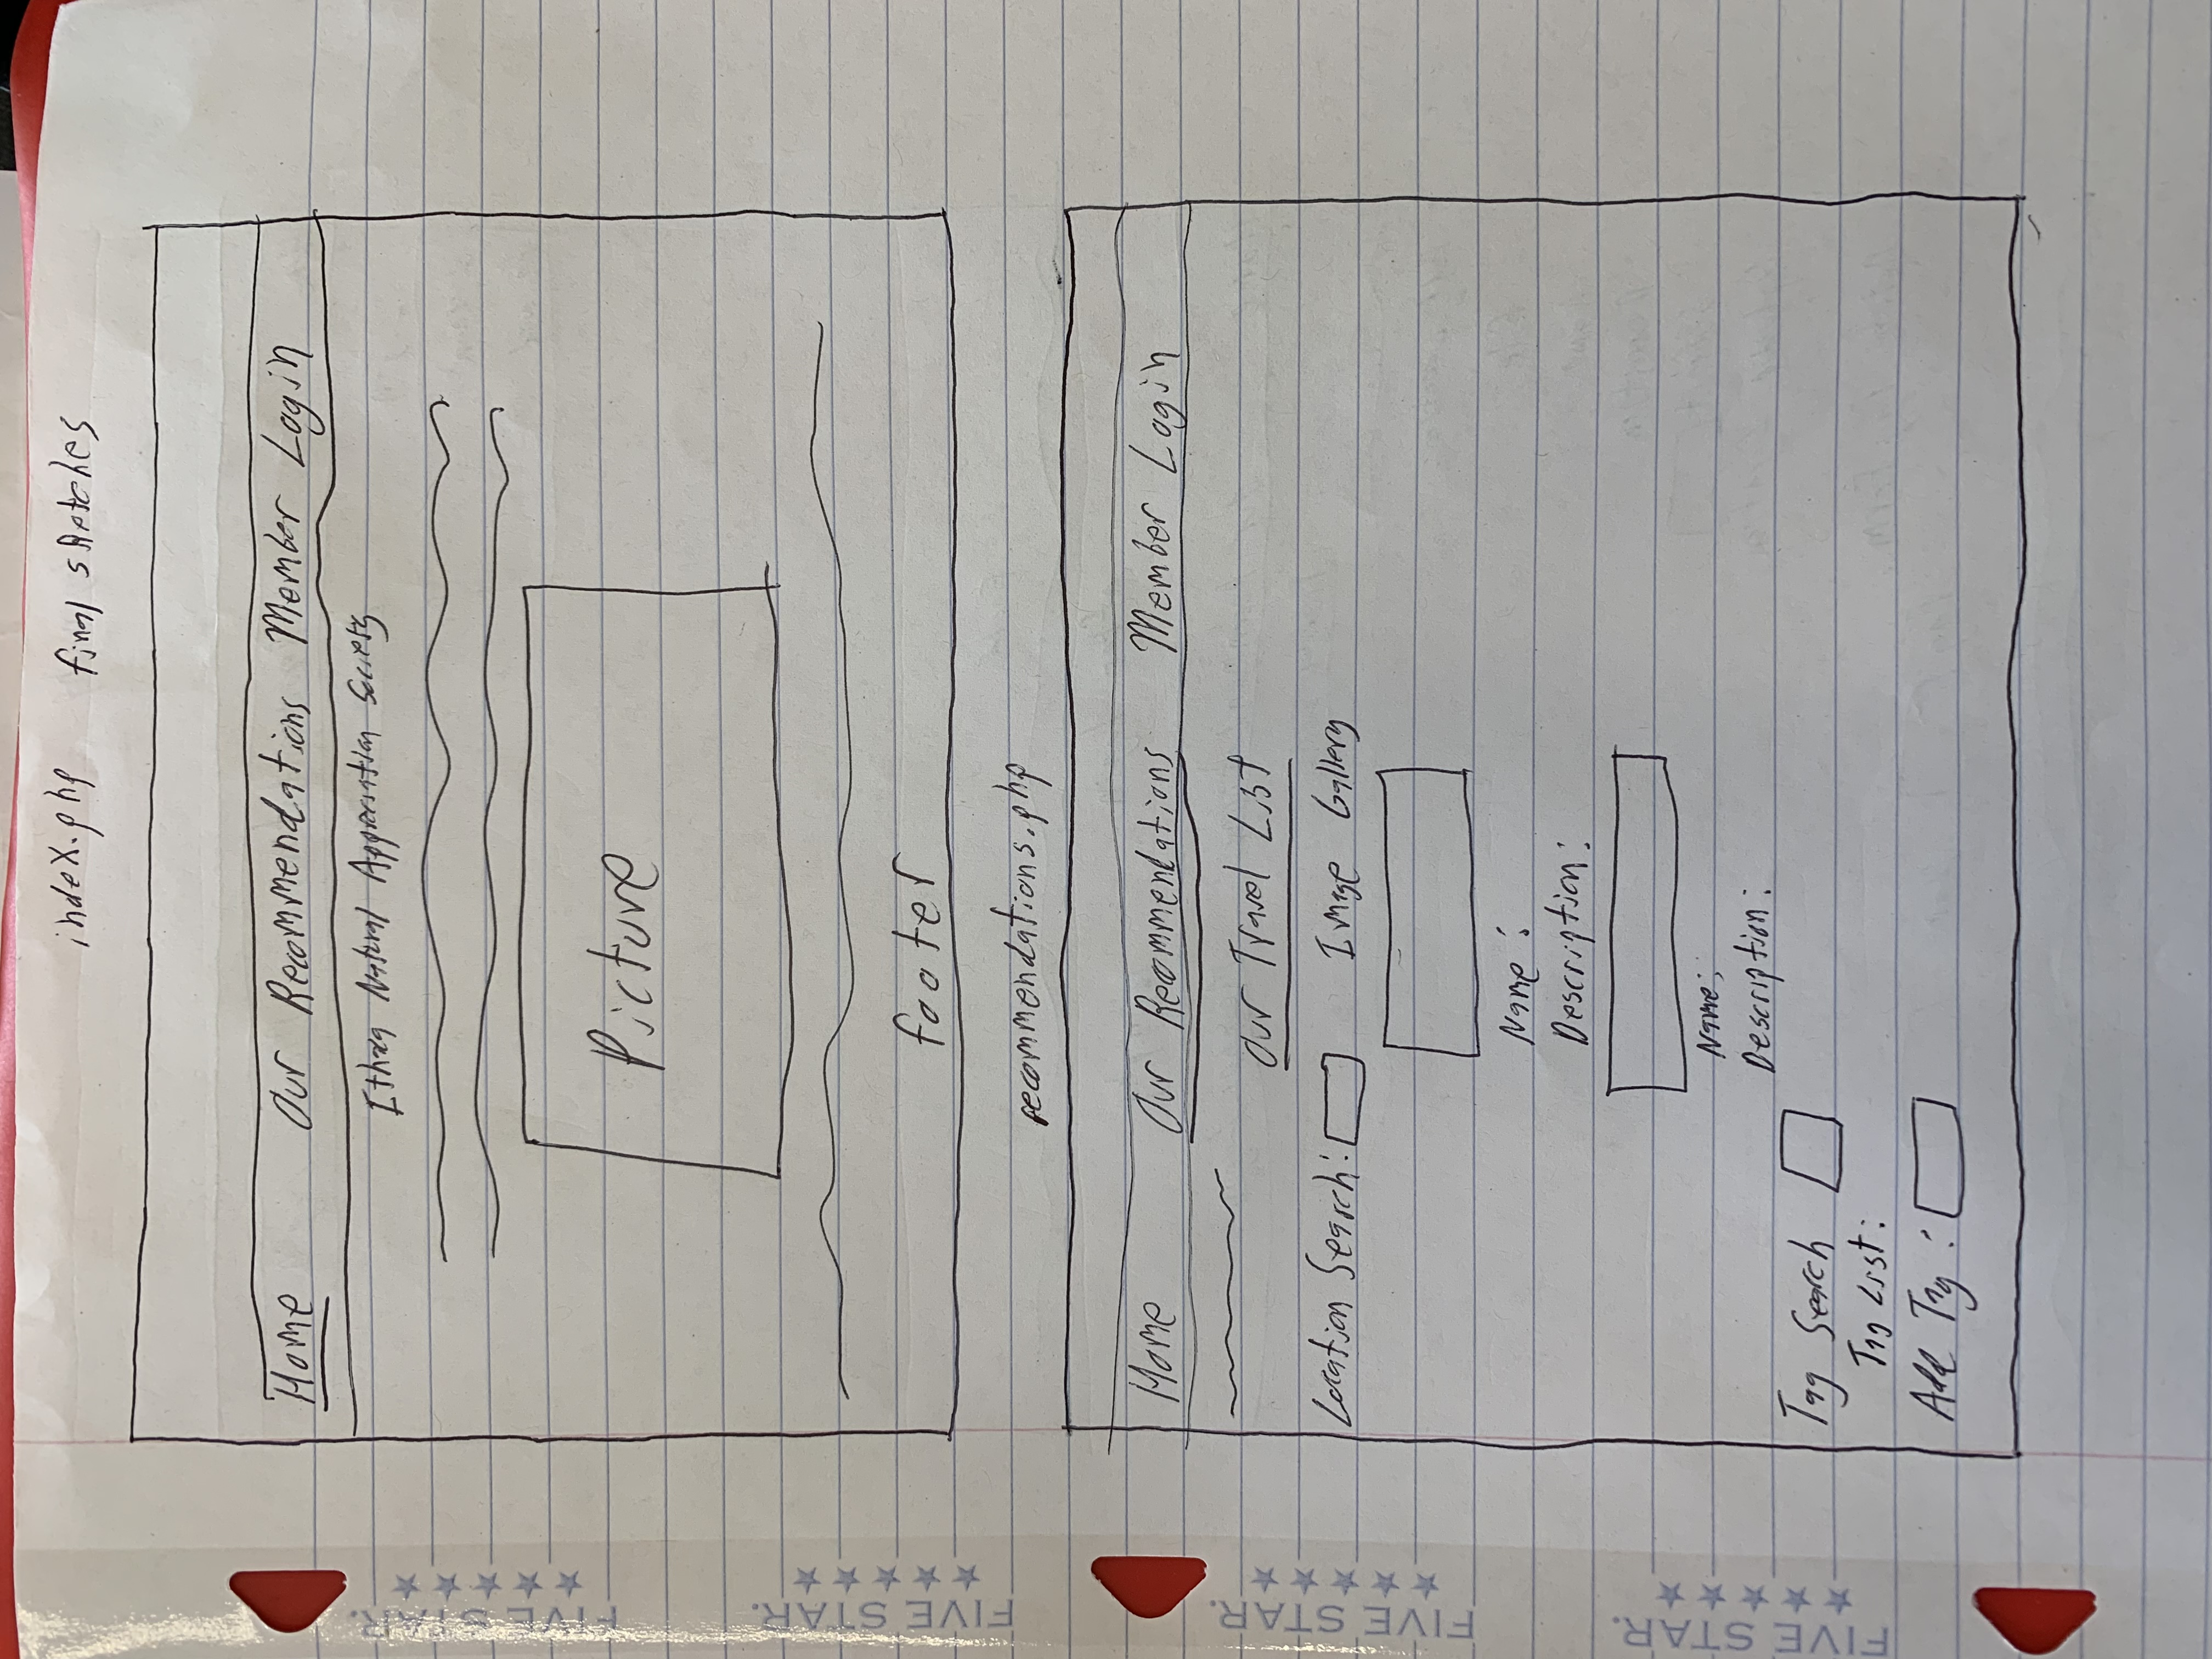 index.php final sketches
Home Our Recommendations Member Login
Ithaca Natural Appreciation Society
Picture
footer
recommendations.php
Home Our Recommendations Member Login
Our Travel List
Location Search: Image Gallery
Name :
Description:
Name:
Description:
Tag Search
Tag List:
Add Tag :
FIVE STAR.
FIVE STAR.
FIVE STAR.
FIVE STAR.